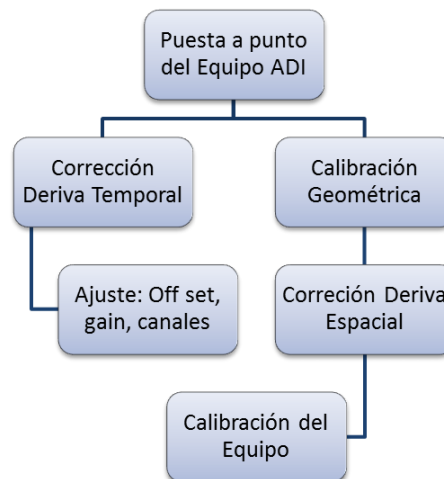 Puesta a punto
del Equipo ADI
Corrección
Deriva Temporal
Calibración
Geométrica
Ajuste: Off set,
gain, canales
Correción Deriva
Espacial
Calibración del
Equipo